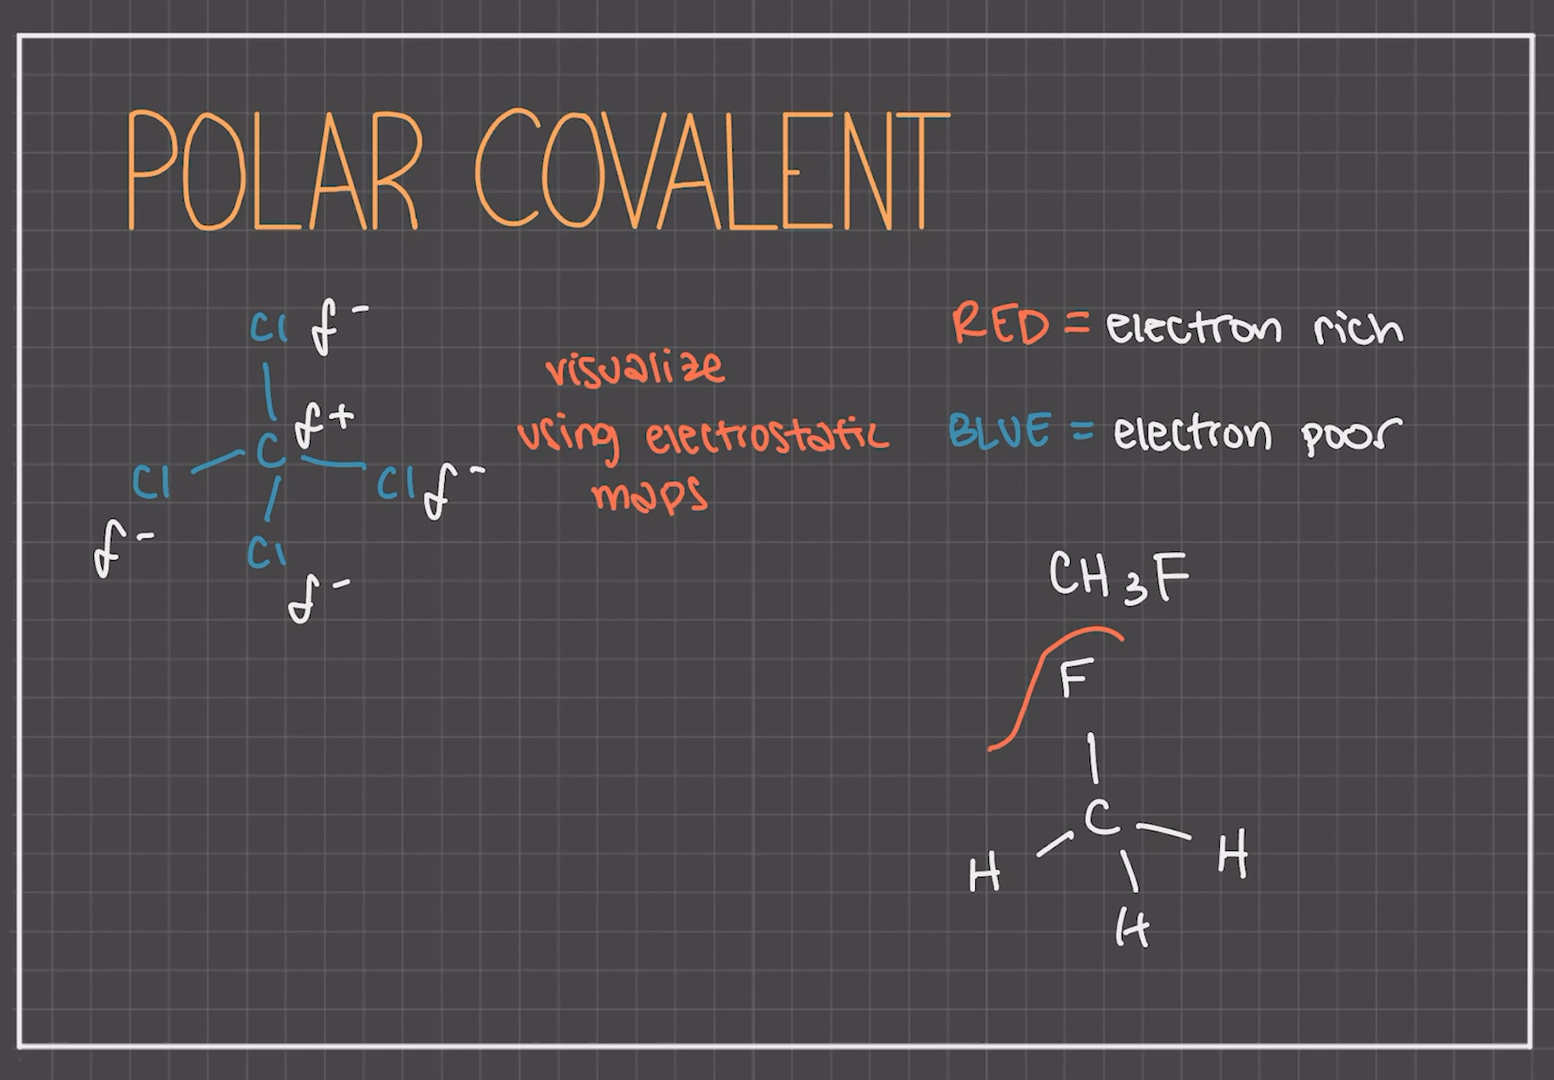 POLAR COVALENT
Cl δ-
C δ+
Cl
Cl δ-
δ-
Cl
δ-
visualize
using electrostatic
maps
RED = electron rich
BLUE = electron poor
CH3F
F
C
H
H
H